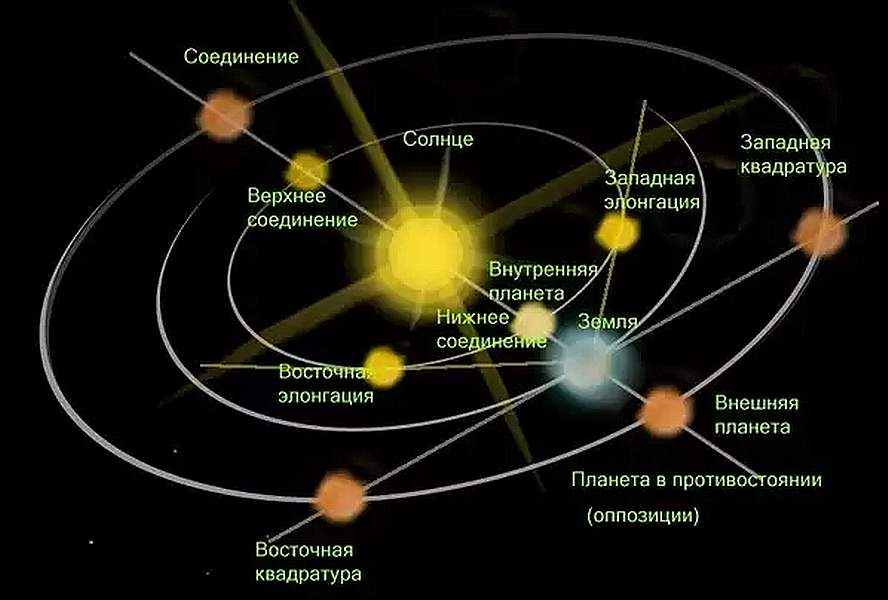 Соединение
Солнце
Западная
квадратура
Верхнее
соединение
Западная
элонгация
Внутренняя
планета
Нижнее
соединение
Земля
Восточная
элонгация
Внешняя
планета
Планета в противостоянии
(оппозиции)
Восточная
квадратура